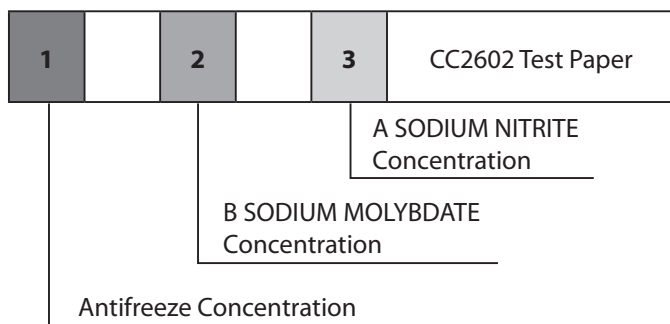 1 2 3 CC2602 Test Paper
A SODIUM NITRITE
Concentration
B SODIUM MOLYBDATE
Concentration
Antifreeze Concentration